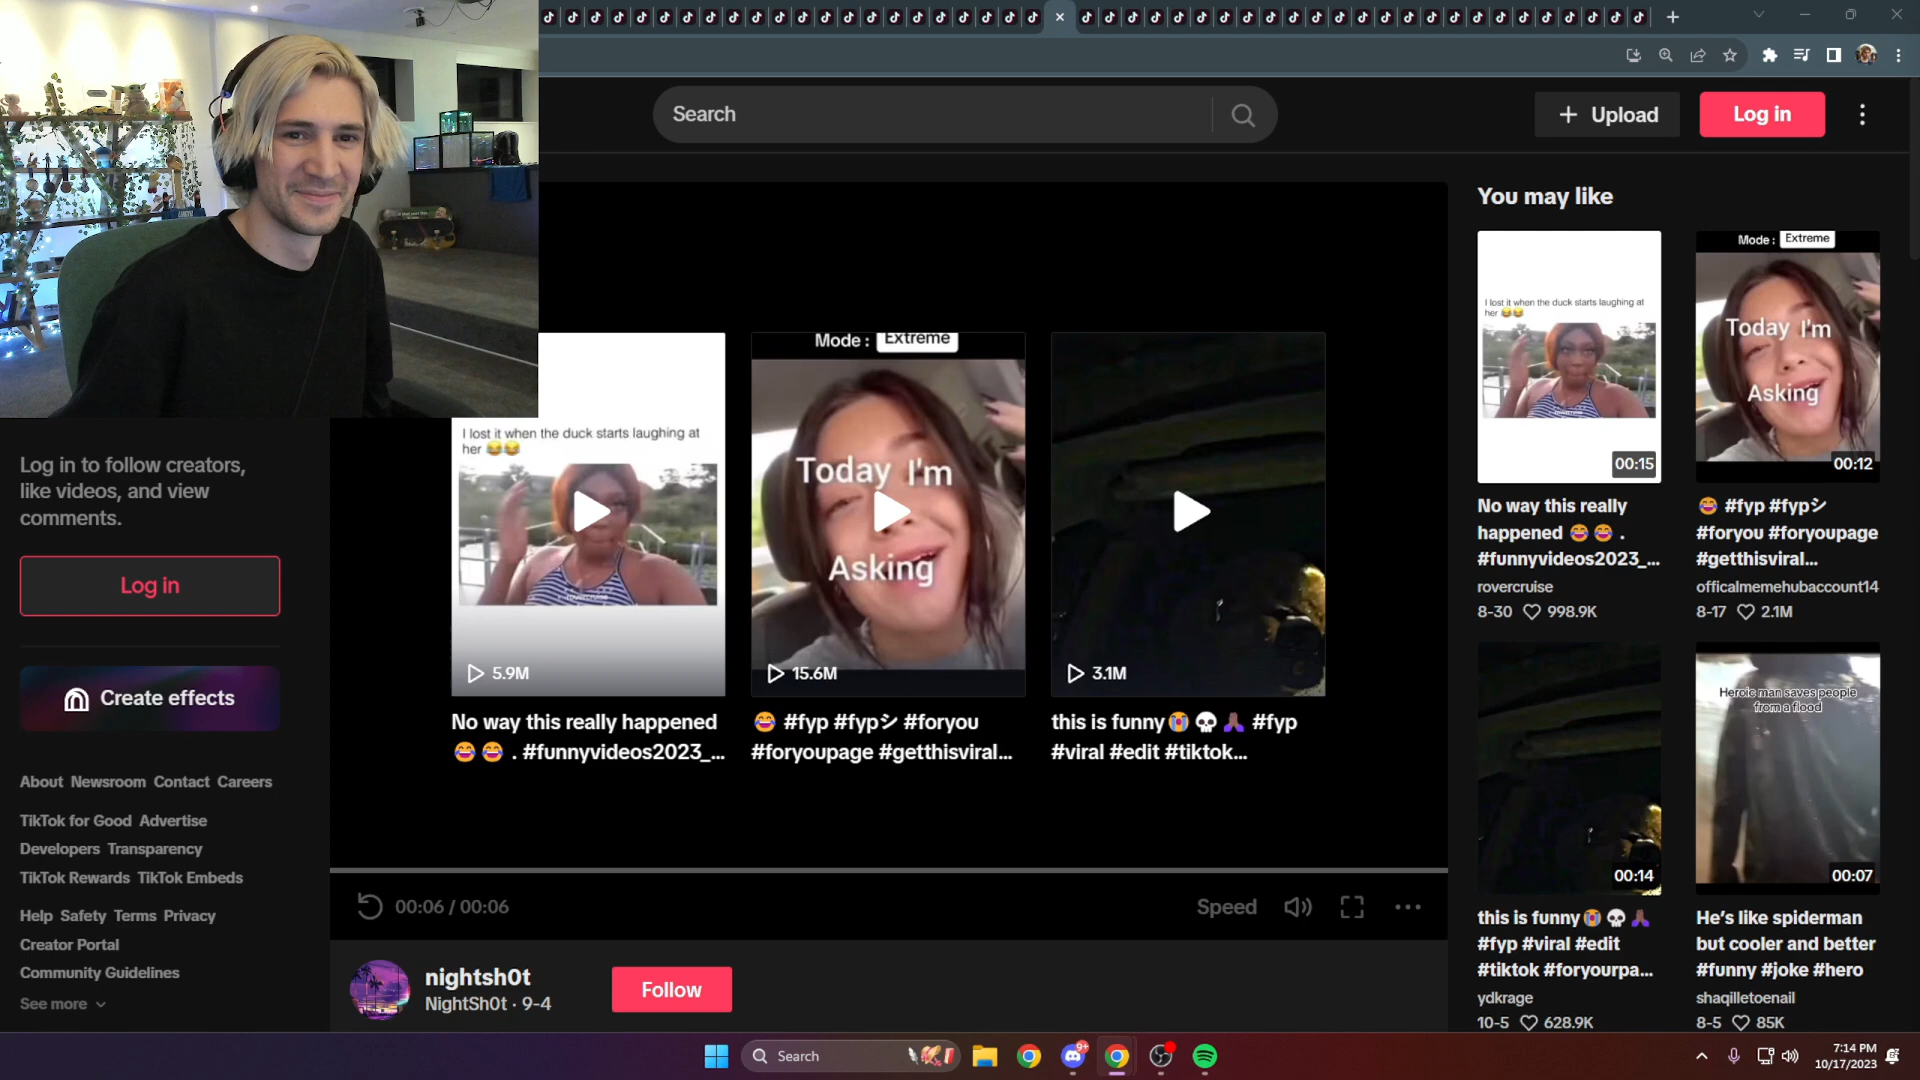 Search
Upload
Log in
You may like
Mode : Extreme
I lost it when the duck starts laughing at
her 😂😂
Today I'm
Asking
00:15
00:12
No way this really
happened 😂 😂 .
#funnyvideos2023_...
rovercruise
8-30 998.9K
😂 #fyp #fypシ
#foryou #foryoupage
#getthisviral...
officalmemehubaccount14
8-17 2.1M
Mode : Extreme
I lost it when the duck starts laughing at
her 😂😂
Today I'm
Asking
5.9M
15.6M
3.1M
No way this really happened
😂 😂 . #funnyvideos2023_...
😂 #fyp #fypシ #foryou
#foryoupage #getthisviral...
this is funny😭💀🙏🏾 #fyp
#viral #edit #tiktok...
Heroic man saves people
from a flood
00:14
00:07
this is funny😭💀🙏🏾
#fyp #viral #edit
#tiktok #foryourpa...
ydkrage
10-5 628.9K
He's like spiderman
but cooler and better
#funny #joke #hero
shaqilletoenail
8-5 85K
Log in to follow creators,
like videos, and view
comments.
Log in
Create effects
About Newsroom Contact Careers
TikTok for Good Advertise
Developers Transparency
TikTok Rewards TikTok Embeds
Help Safety Terms Privacy
Creator Portal
Community Guidelines
See more
00:06 / 00:06
Speed
nightsh0t
NightSh0t · 9-4
Follow
Search
9+
7:14 PM
10/17/2023